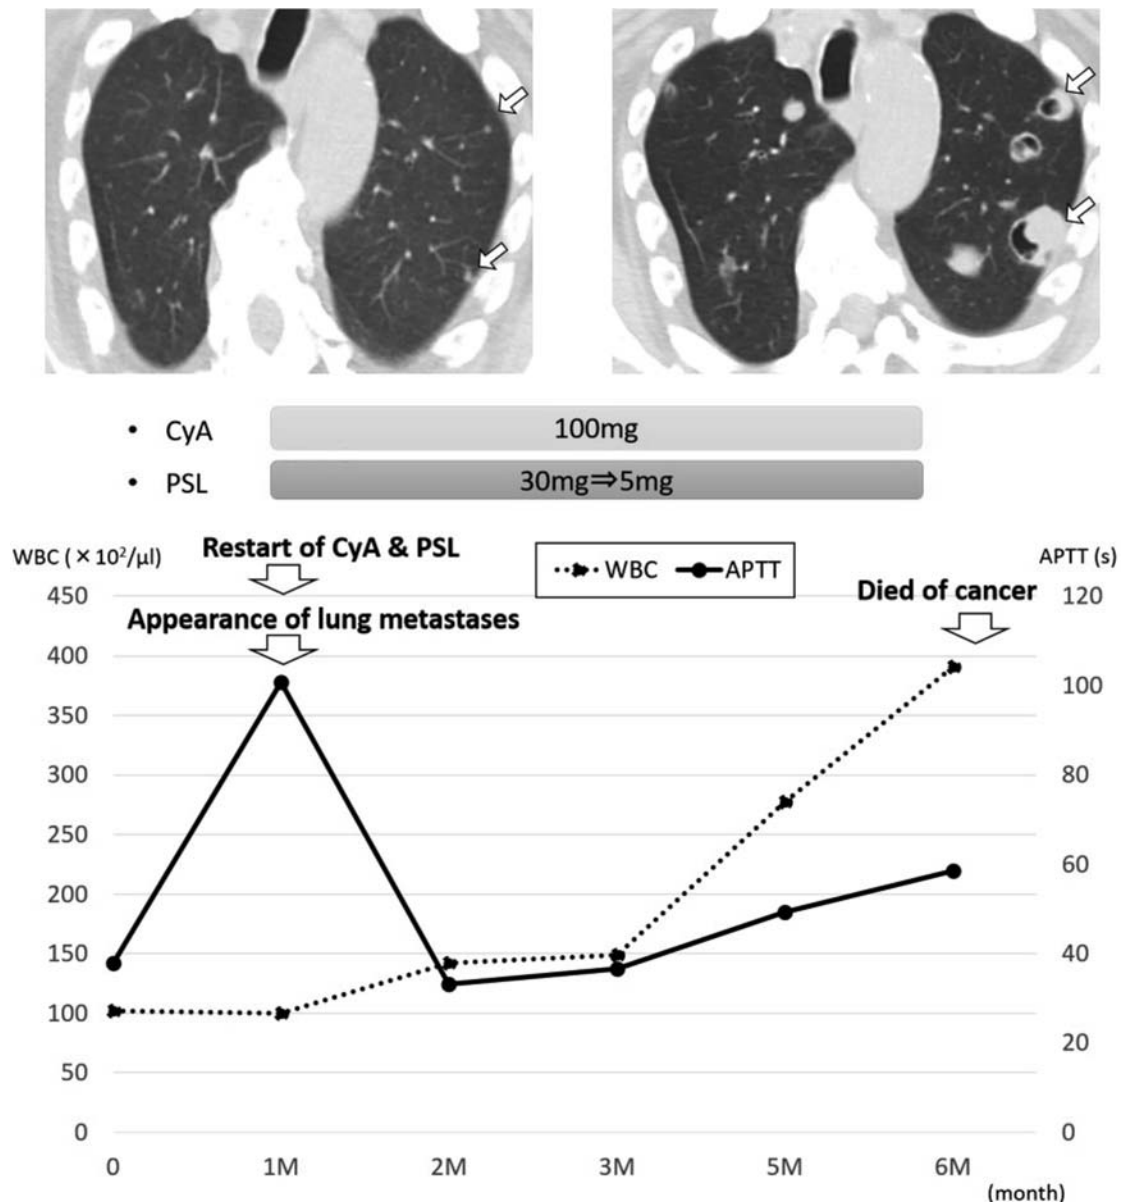 • CyA 100mg
• PSL 30mg⇒5mg
WBC (×10²/μl) Restart of CyA & PSL WBC APTT APTT (s)
Died of cancer
Appearance of lung metastases
450 120
400
100
350
300 80
250
60
200
150 40
100
20
50
0 0
0 1M 2M 3M 5M 6M
(month)